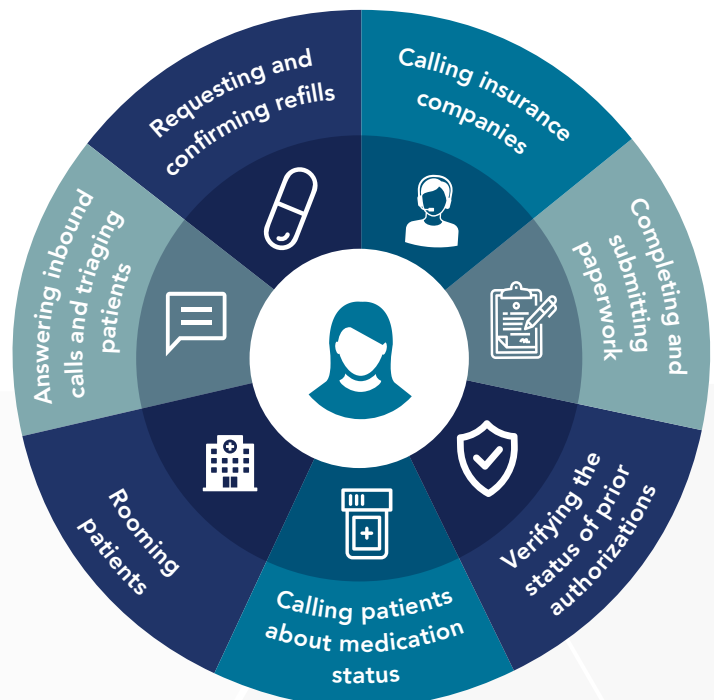 Calling insurance
companies
Completing and
submitting
paperwork
Verifying the
status of prior
authorizations
Calling patients
about medication
status
Rooming
patients
Answering inbound
calls and triaging
patients
Requesting and
confirming refills